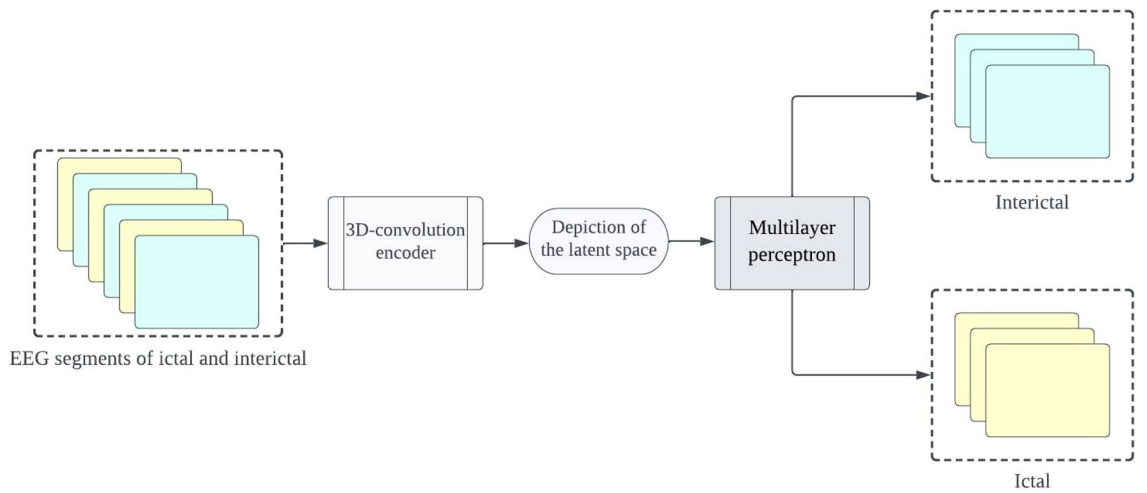 EEG segments of ictal and interictal
3D-convolution
encoder
Depiction of
the latent space
Multilayer
perceptron
Interictal
Ictal